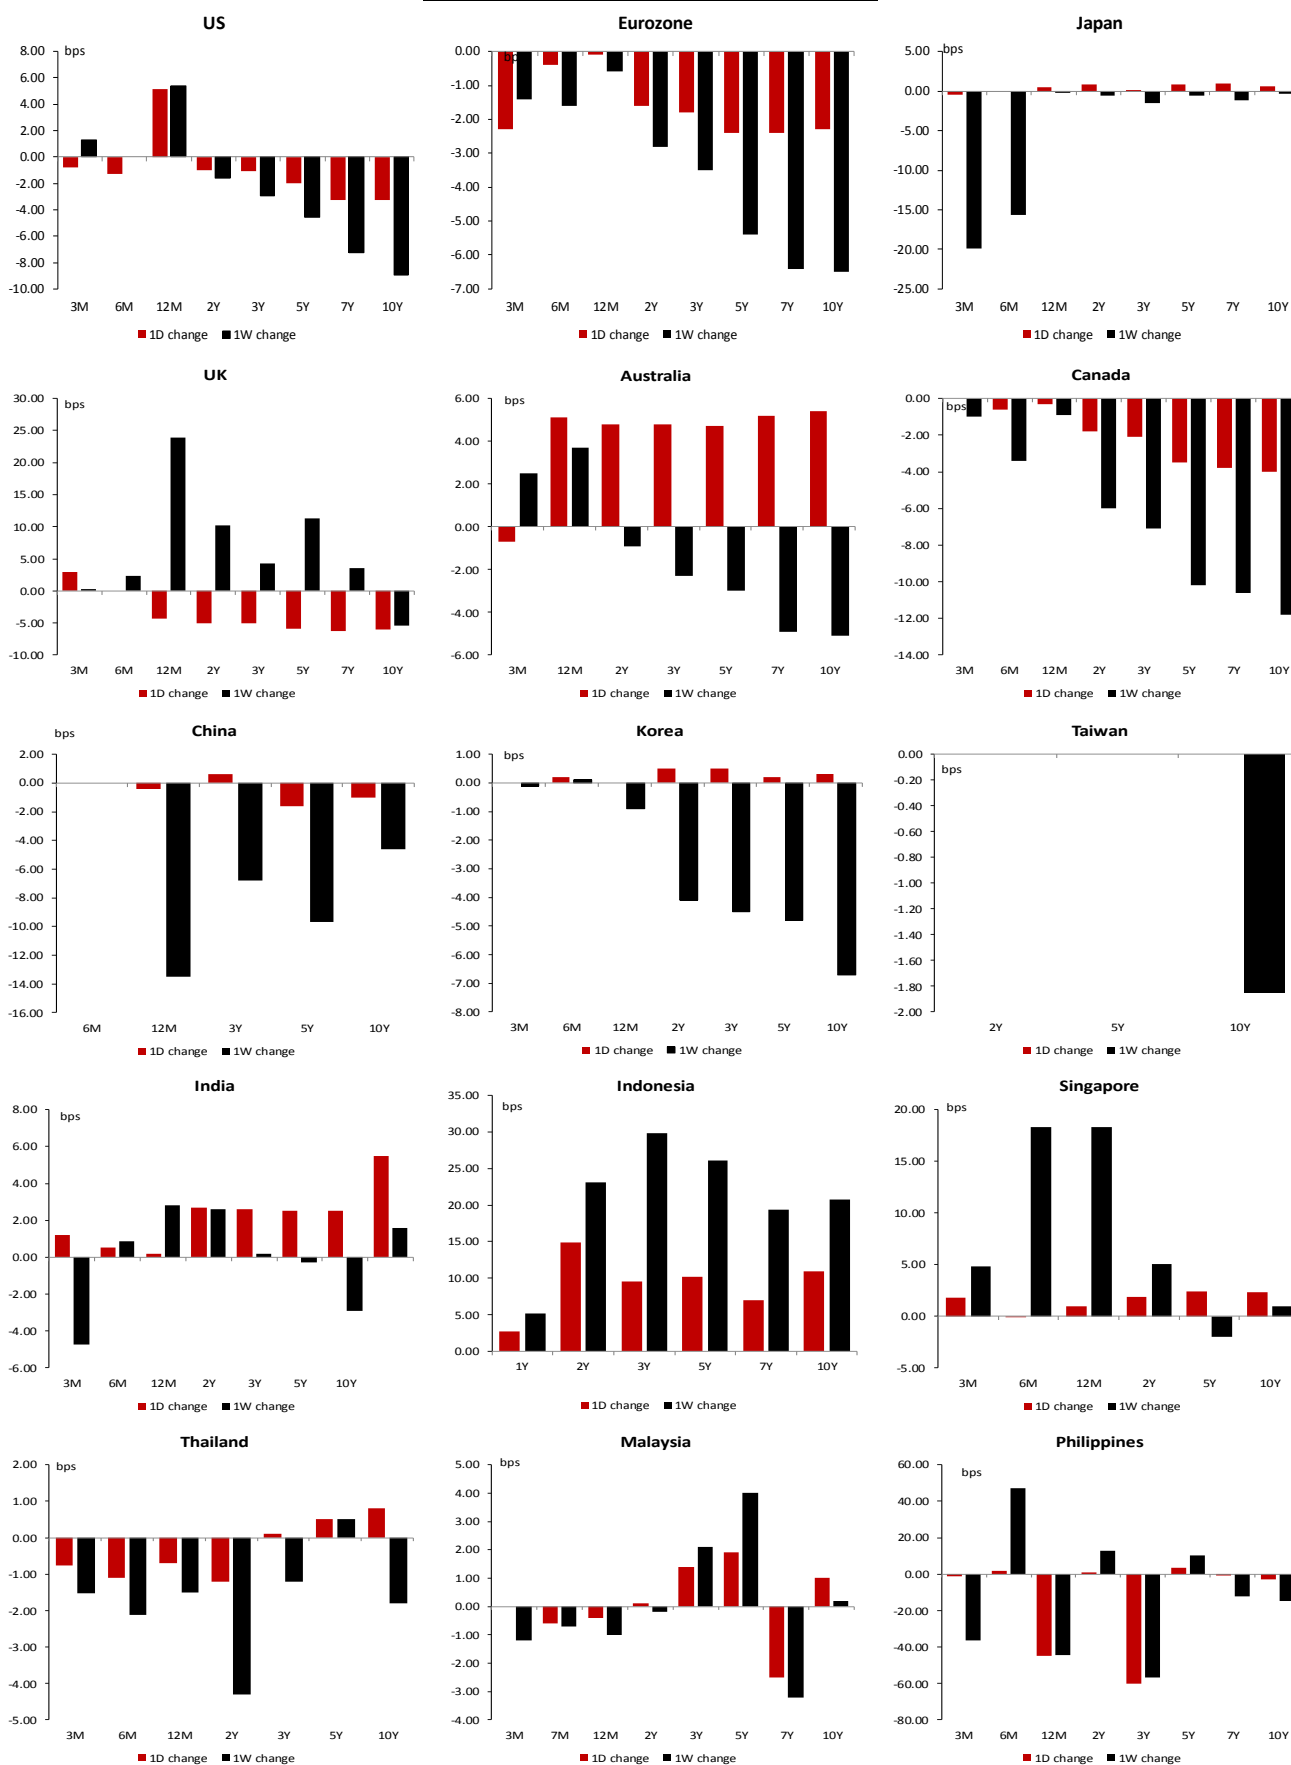 US
bps
8.00
6.00
4.00
2.00
0.00
-2.00
-4.00
-6.00
-8.00
-10.00
3M 6M 12M 2Y 3Y 5Y 7Y 10Y
1D change 1W change
Eurozone
bps
0.00
-1.00
-2.00
-3.00
-4.00
-5.00
-6.00
-7.00
3M 6M 12M 2Y 3Y 5Y 7Y 10Y
1D change 1W change
Japan
bps
5.00
0.00
-5.00
-10.00
-15.00
-20.00
-25.00
3M 6M 12M 2Y 3Y 5Y 7Y 10Y
1D change 1W change
UK
bps
30.00
25.00
20.00
15.00
10.00
5.00
0.00
-5.00
-10.00
3M 6M 12M 2Y 3Y 5Y 7Y 10Y
1D change 1W change
Australia
bps
6.00
4.00
2.00
0.00
-2.00
-4.00
-6.00
3M 12M 2Y 3Y 5Y 7Y 10Y
1D change 1W change
Canada
bps
0.00
-2.00
-4.00
-6.00
-8.00
-10.00
-12.00
-14.00
3M 6M 12M 2Y 3Y 5Y 7Y 10Y
1D change 1W change
China
bps
2.00
0.00
-2.00
-4.00
-6.00
-8.00
-10.00
-12.00
-14.00
-16.00
6M 12M 3Y 5Y 10Y
1D change 1W change
Korea
bps
1.00
0.00
-1.00
-2.00
-3.00
-4.00
-5.00
-6.00
-7.00
-8.00
3M 6M 12M 2Y 3Y 5Y 10Y
1D change 1W change
Taiwan
bps
0.00
-0.20
-0.40
-0.60
-0.80
-1.00
-1.20
-1.40
-1.60
-1.80
-2.00
2Y 5Y 10Y
1D change 1W change
India
bps
8.00
6.00
4.00
2.00
0.00
-2.00
-4.00
-6.00
3M 6M 12M 2Y 3Y 5Y 10Y
1D change 1W change
Indonesia
bps
35.00
30.00
25.00
20.00
15.00
10.00
5.00
0.00
1Y 2Y 3Y 5Y 7Y 10Y
1D change 1W change
Singapore
bps
20.00
15.00
10.00
5.00
0.00
-5.00
3M 6M 12M 2Y 5Y 10Y
1D change 1W change
Thailand
bps
2.00
1.00
0.00
-1.00
-2.00
-3.00
-4.00
-5.00
3M 6M 12M 2Y 3Y 5Y 10Y
1D change 1W change
Malaysia
bps
5.00
4.00
3.00
2.00
1.00
0.00
-1.00
-2.00
-3.00
-4.00
3M 7M 12M 2Y 3Y 5Y 7Y 10Y
1D change 1W change
Philippines
bps
60.00
40.00
20.00
0.00
-20.00
-40.00
-60.00
-80.00
3M 6M 12M 2Y 3Y 5Y 7Y 10Y
1D change 1W change